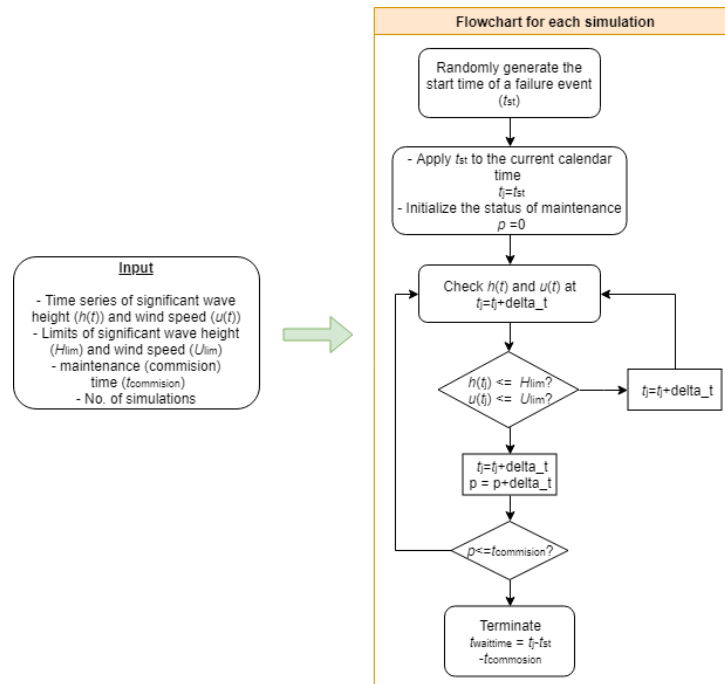 Flowchart for each simulation
Randomly generate the
start time of a failure event
(tst)
- Apply tst to the current calendar
time
tj=tst
- Initialize the status of maintenance
p =0
Input
- Time series of significant wave
height (h(t)) and wind speed (u(t))
- Limits of significant wave height
(Hlim) and wind speed (Ulim)
- maintenance (commision)
time (tcommision)
- No. of simulations
Check h(t) and u(t) at
tj=tj+delta_t
h(tj) <= Hlim?
u(tj) <= Ulim?
tj=tj+delta_t
tj=tj+delta_t
p = p+delta_t
p<=tcommision?
Terminate
twaittime = tj-tst
-tcommosion